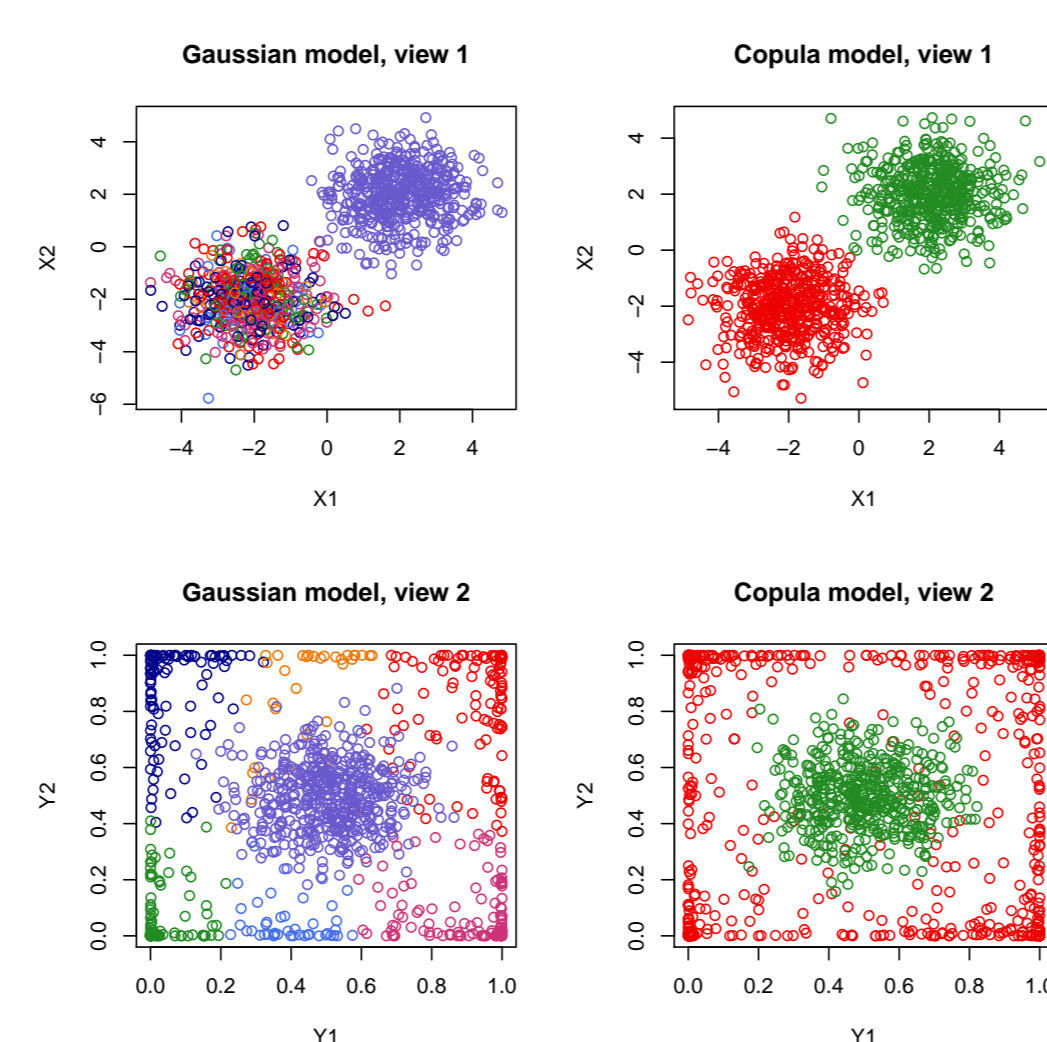 Gaussian model, view 1
Copula model, view 1
X2
4
2
0
−2
−4
−6
−4 −2 0 2 4
X1
X2
4
2
0
−2
−4
−4 −2 0 2 4
X1
Gaussian model, view 2
Copula model, view 2
Y2
1.0
0.8
0.6
0.4
0.2
0.0
0.0 0.2 0.4 0.6 0.8 1.0
Y1
Y2
1.0
0.8
0.6
0.4
0.2
0.0
0.0 0.2 0.4 0.6 0.8 1.0
Y1